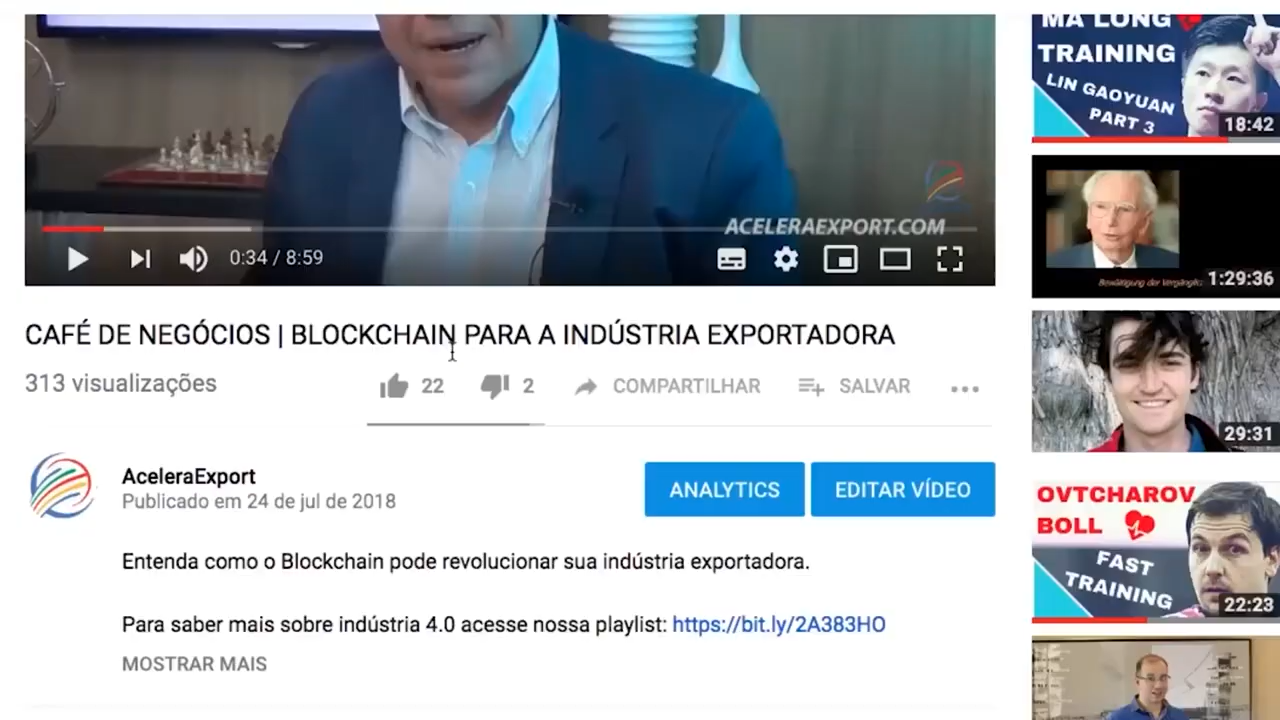 ACELERAEXPORT.COM
0:34 / 8:59
CAFÉ DE NEGÓCIOS | BLOCKCHAIN PARA A INDÚSTRIA EXPORTADORA
313 visualizações
22
2
COMPARTILHAR
SALVAR
AceleraExport
Publicado em 24 de jul de 2018
ANALYTICS
EDITAR VÍDEO
Entenda como o Blockchain pode revolucionar sua indústria exportadora.
Para saber mais sobre indústria 4.0 acesse nossa playlist: https://bit.ly/2A383HO
MOSTRAR MAIS
MA LONG
TRAINING
LIN GAOYUAN
PART 3
18:42
Bewältigung der
1:29:36
29:31
OVTCHAROV
BOLL
FAST
TRAINING
22:23